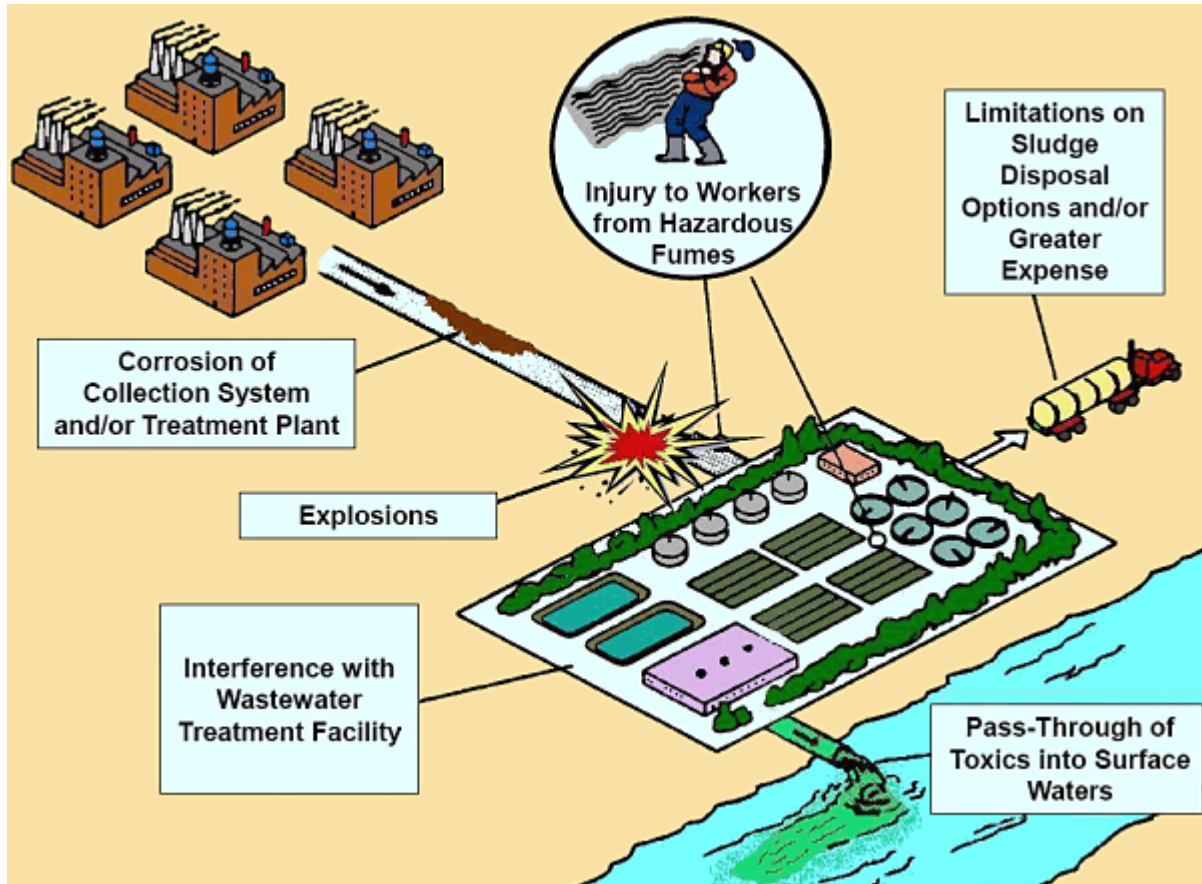 Injury to Workers
from Hazardous
Fumes
Limitations on
Sludge
Disposal
Options and/or
Greater
Expense
Corrosion of
Collection System
and/or Treatment Plant
Explosions
Interference with
Wastewater
Treatment Facility
Pass-Through of
Toxics into Surface
Waters